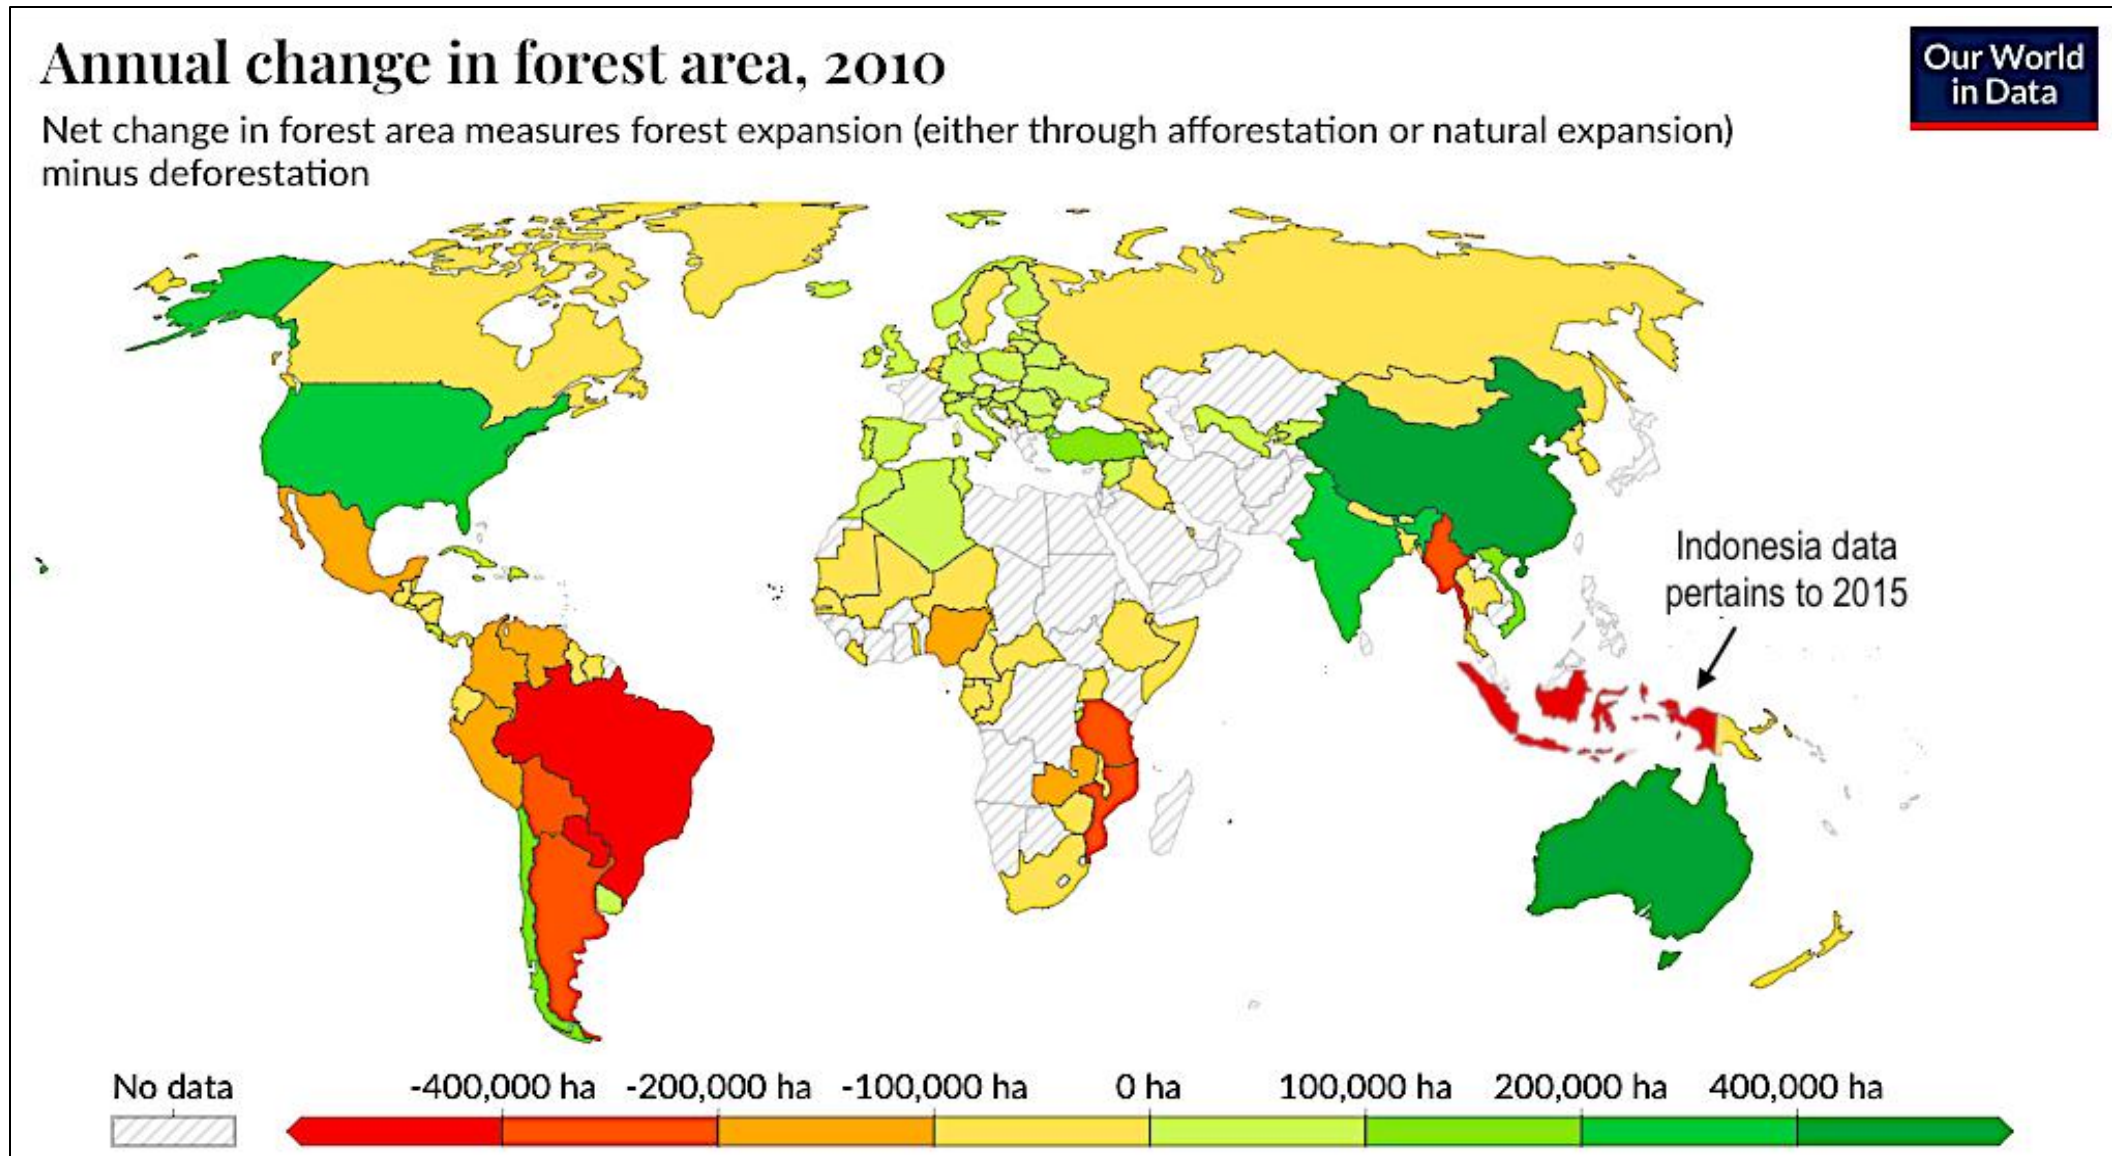 Annual change in forest area, 2010
Our World
in Data
Net change in forest area measures forest expansion (either through afforestation or natural expansion)
minus deforestation
Indonesia data
pertains to 2015
No data
-400,000 ha
-200,000 ha
-100,000 ha
0 ha
100,000 ha
200,000 ha
400,000 ha